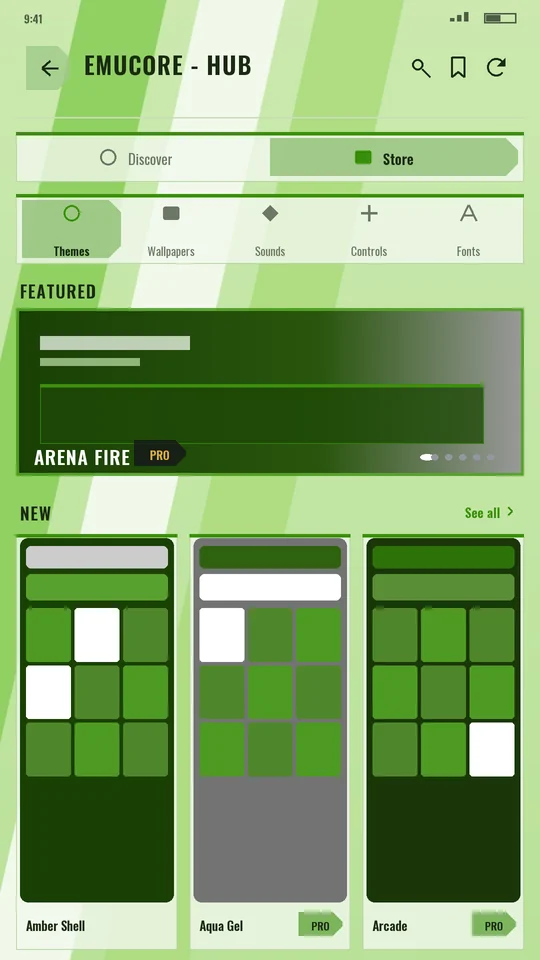 9:41
EMUCORE - HUB
Discover
Store
Themes
Wallpapers
Sounds
Controls
Fonts
FEATURED
ARENA FIRE
PRO
NEW
See all
Amber Shell
Aqua Gel
PRO
Arcade
PRO